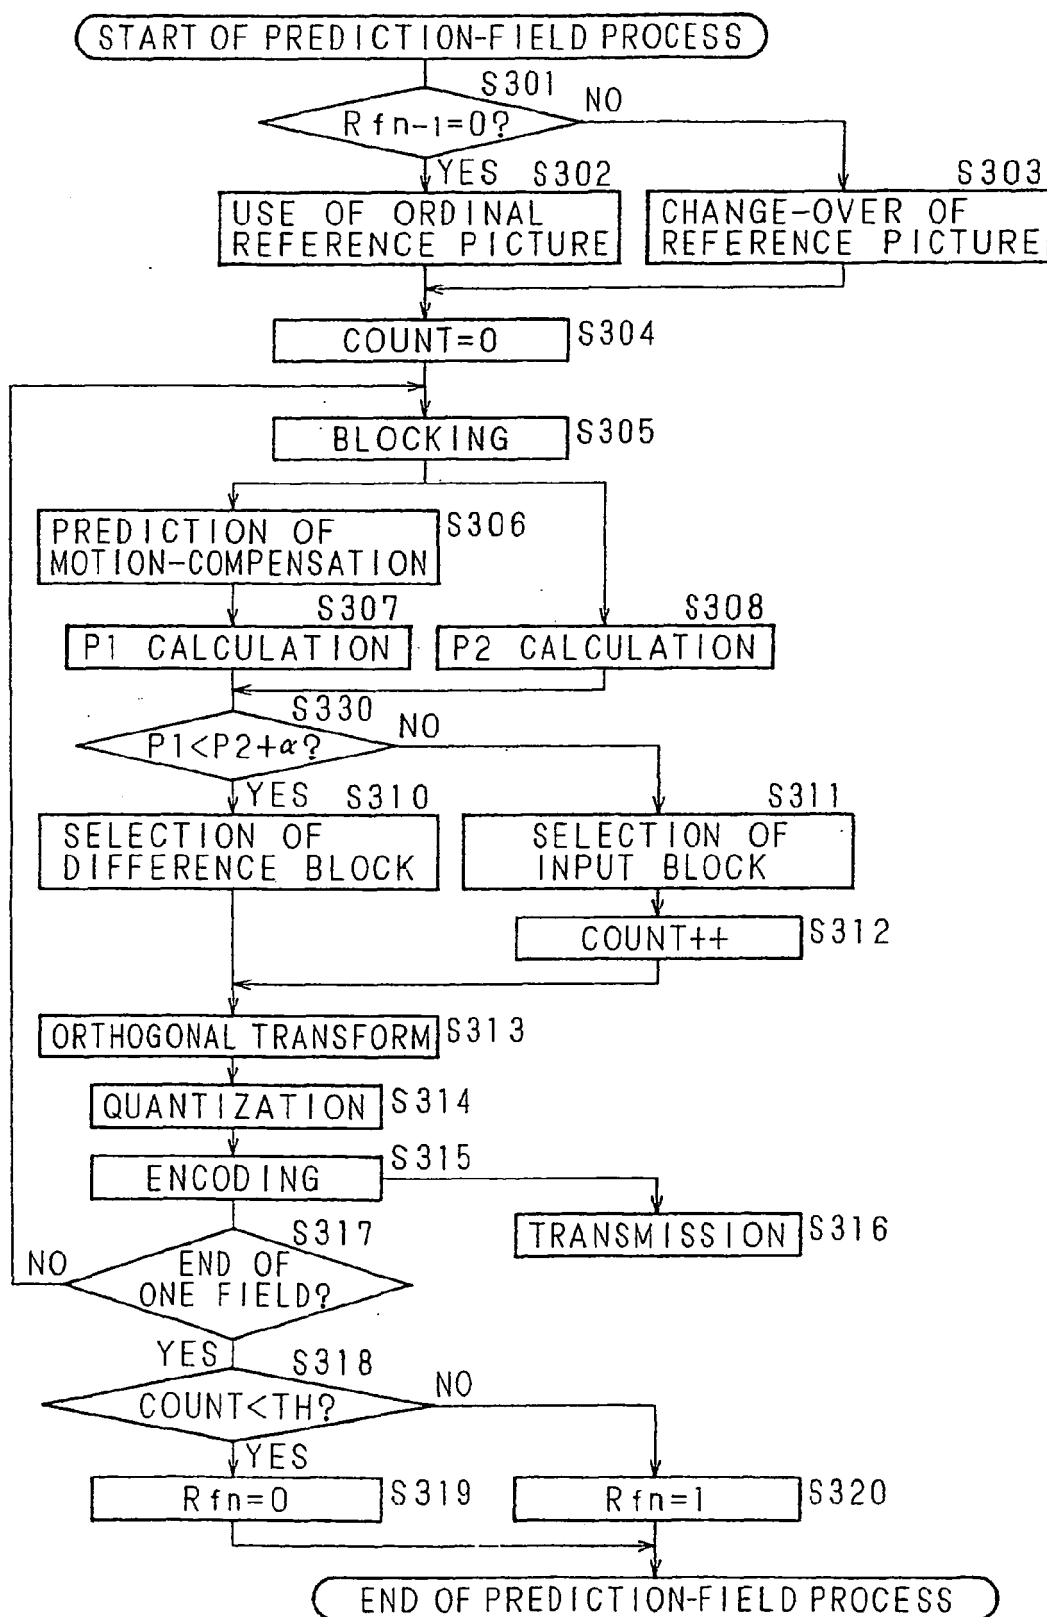 START OF PREDICTION-FIELD PROCESS
S301
Rfn-1=0?
NO
YES
S302
S303
USE OF ORDINAL
REFERENCE PICTURE
CHANGE-OVER OF
REFERENCE PICTURE
COUNT=0
S304
BLOCKING
S305
PREDICTION OF
MOTION-COMPENSATION
S306
S307
S308
P1 CALCULATION
P2 CALCULATION
S330
P1<P2+α?
NO
YES
S310
S311
SELECTION OF
DIFFERENCE BLOCK
SELECTION OF
INPUT BLOCK
COUNT++
S312
ORTHOGONAL TRANSFORM
S313
QUANTIZATION
S314
ENCODING
S315
TRANSMISSION
S316
S317
NO
END OF
ONE FIELD?
YES
S318
COUNT<TH?
NO
YES
Rfn=0
S319
Rfn=1
S320
END OF PREDICTION-FIELD PROCESS